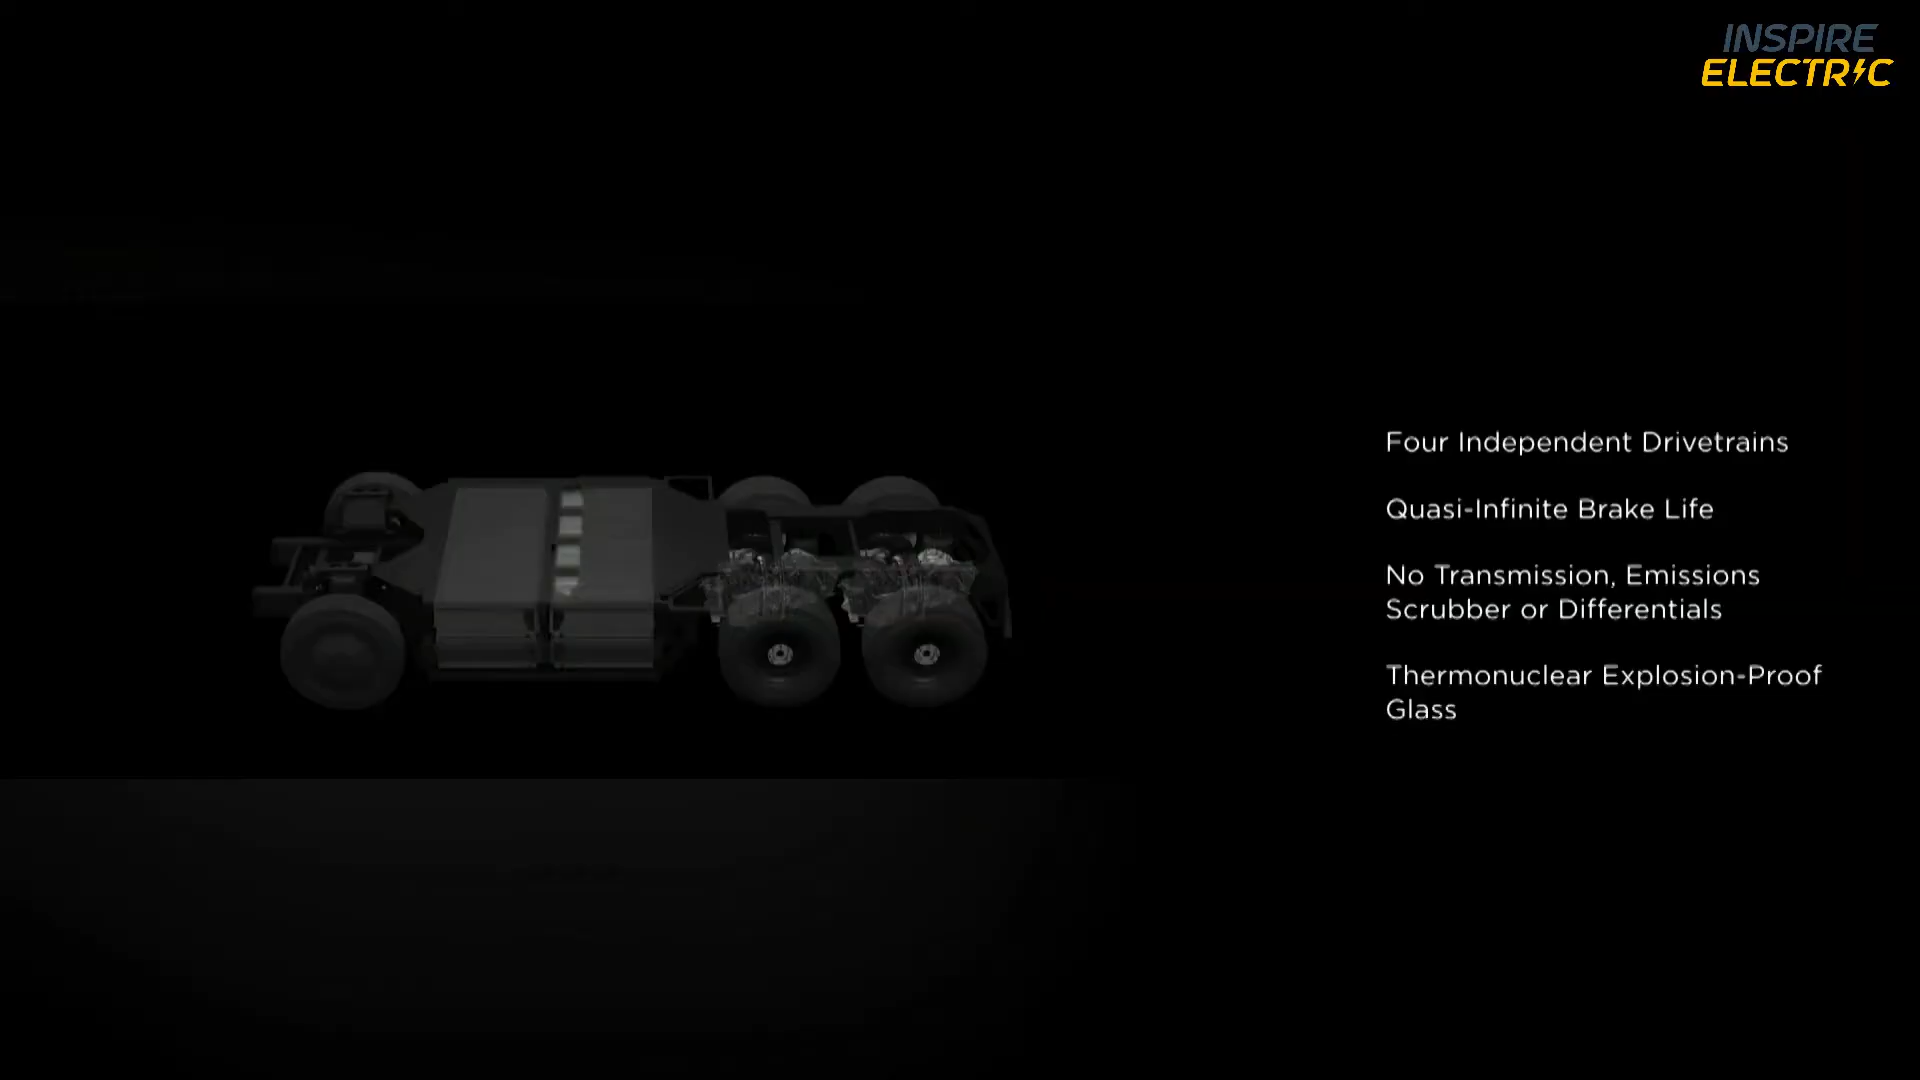 INSPIRE
ELECTRIC
Four Independent Drivetrains
Quasi-Infinite Brake Life
No Transmission, Emissions
Scrubber or Differentials
Thermonuclear Explosion-Proof
Glass